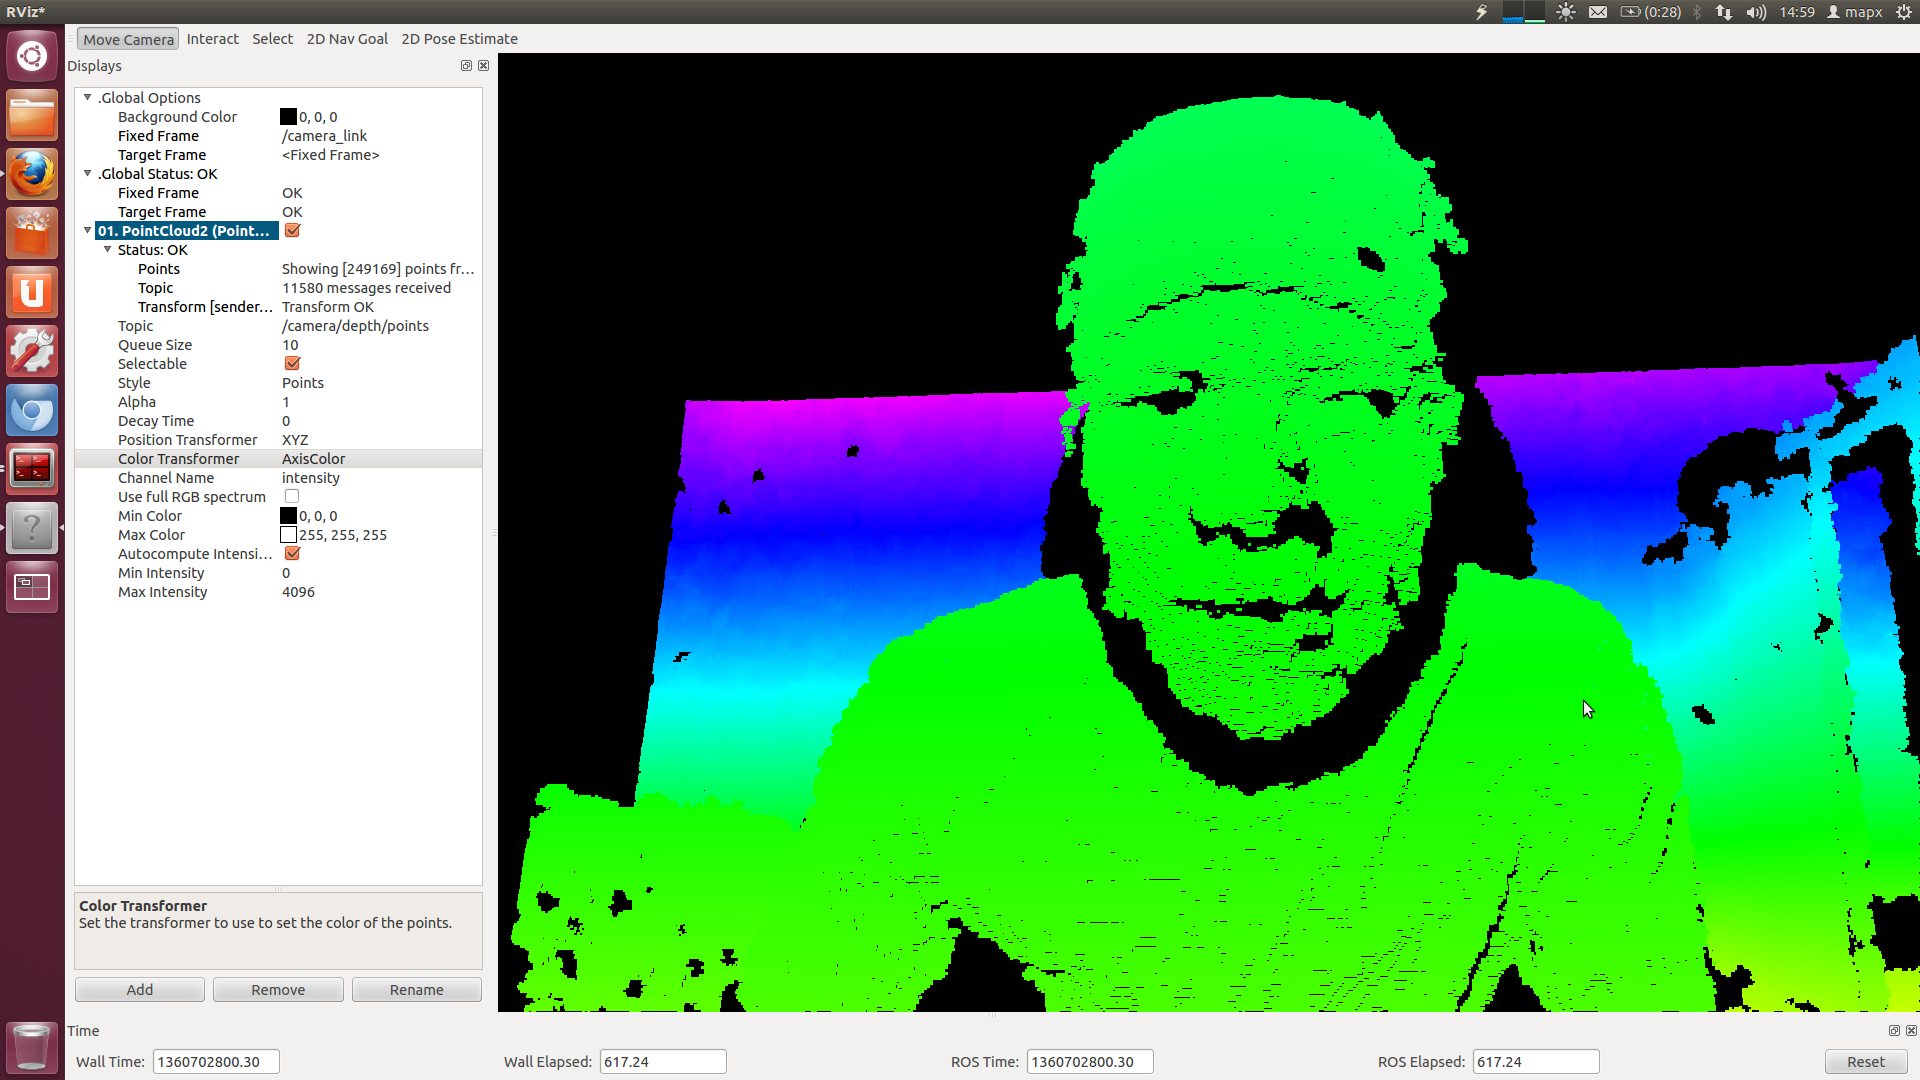 RViz*
(0:28) 14:59 mapx
Move Camera Interact Select 2D Nav Goal 2D Pose Estimate
Displays
.Global Options
Background Color 0, 0, 0
Fixed Frame /camera_link
Target Frame <Fixed Frame>
.Global Status: OK
Fixed Frame OK
Target Frame OK
01. PointCloud2 (Point...
Status: OK
Points Showing [249169] points fr...
Topic 11580 messages received
Transform [sender... Transform OK
Topic /camera/depth/points
Queue Size 10
Selectable
Style Points
Alpha 1
Decay Time 0
Position Transformer XYZ
Color Transformer AxisColor
Channel Name intensity
Use full RGB spectrum
Min Color 0, 0, 0
Max Color 255, 255, 255
Autocompute Intensi...
Min Intensity 0
Max Intensity 4096
Color Transformer
Set the transformer to use to set the color of the points.
Add Remove Rename
Time
Wall Time: 1360702800.30 Wall Elapsed: 617.24 ROS Time: 1360702800.30 ROS Elapsed: 617.24 Reset